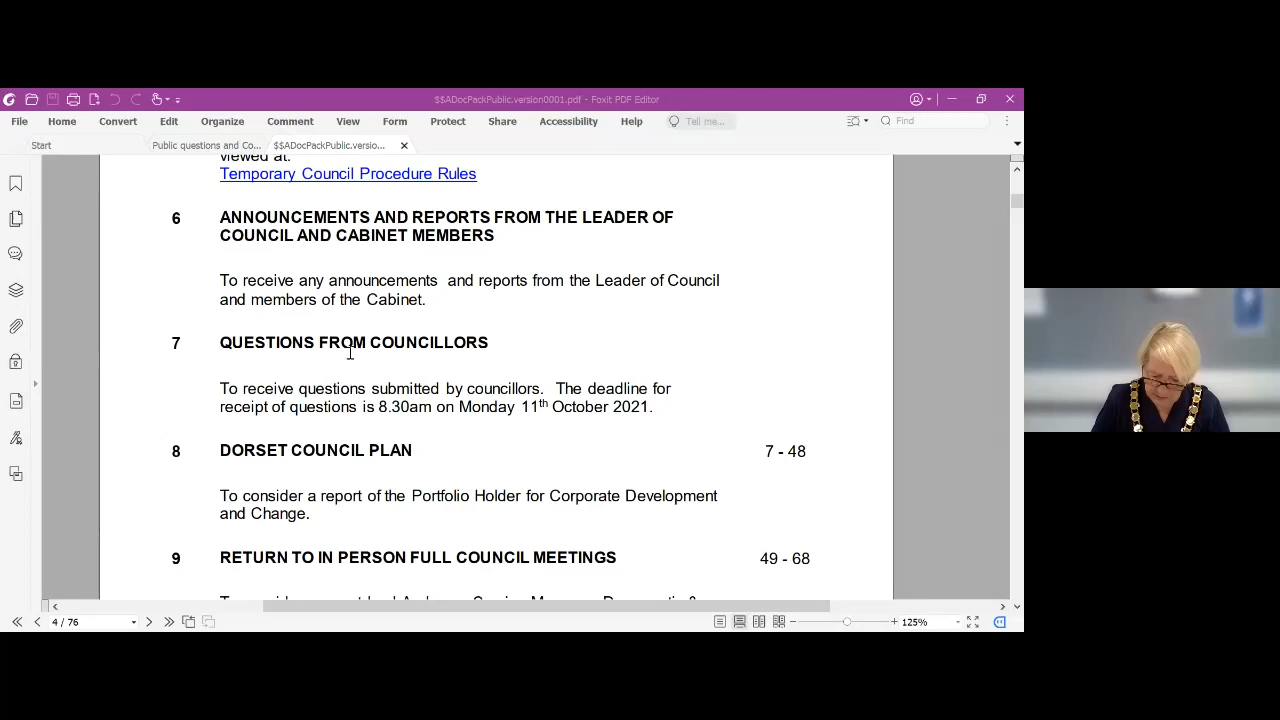 $$ADocPackPublic.version0001.pdf - Foxit PDF Editor
File Home Convert Edit Organize Comment View Form Protect Share Accessibility Help Tell me... Find
Start Public questions and Co... $$ADocPackPublic.versio...
viewed at:
Temporary Council Procedure Rules
6 ANNOUNCEMENTS AND REPORTS FROM THE LEADER OF
COUNCIL AND CABINET MEMBERS
To receive any announcements and reports from the Leader of Council
and members of the Cabinet.
7 QUESTIONS FROM COUNCILLORS
To receive questions submitted by councillors. The deadline for
receipt of questions is 8.30am on Monday 11th October 2021.
8 DORSET COUNCIL PLAN 7 - 48
To consider a report of the Portfolio Holder for Corporate Development
and Change.
9 RETURN TO IN PERSON FULL COUNCIL MEETINGS 49 - 68
4 / 76 125%